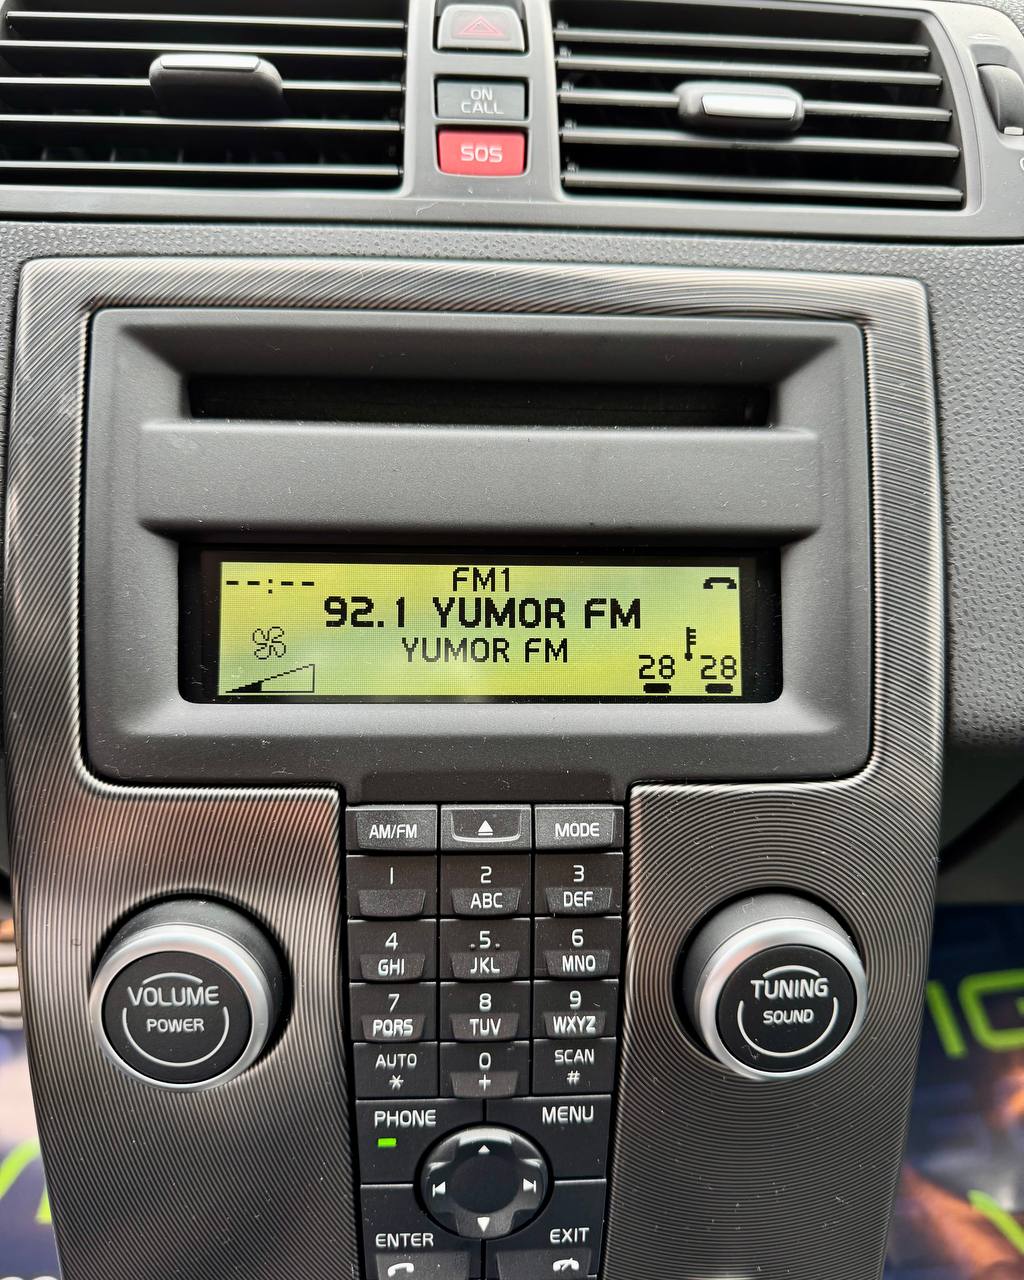 ON
CALL
SOS
--:--
FM1
92.1 YUMOR FM
YUMOR FM
28 28
AM/FM
MODE
1
2
ABC
3
DEF
4
GHI
.5.
JKL
6
MNO
7
PQRS
8
TUV
9
WXYZ
AUTO
*
0
+
SCAN
#
VOLUME
POWER
TUNING
SOUND
PHONE
MENU
ENTER
EXIT